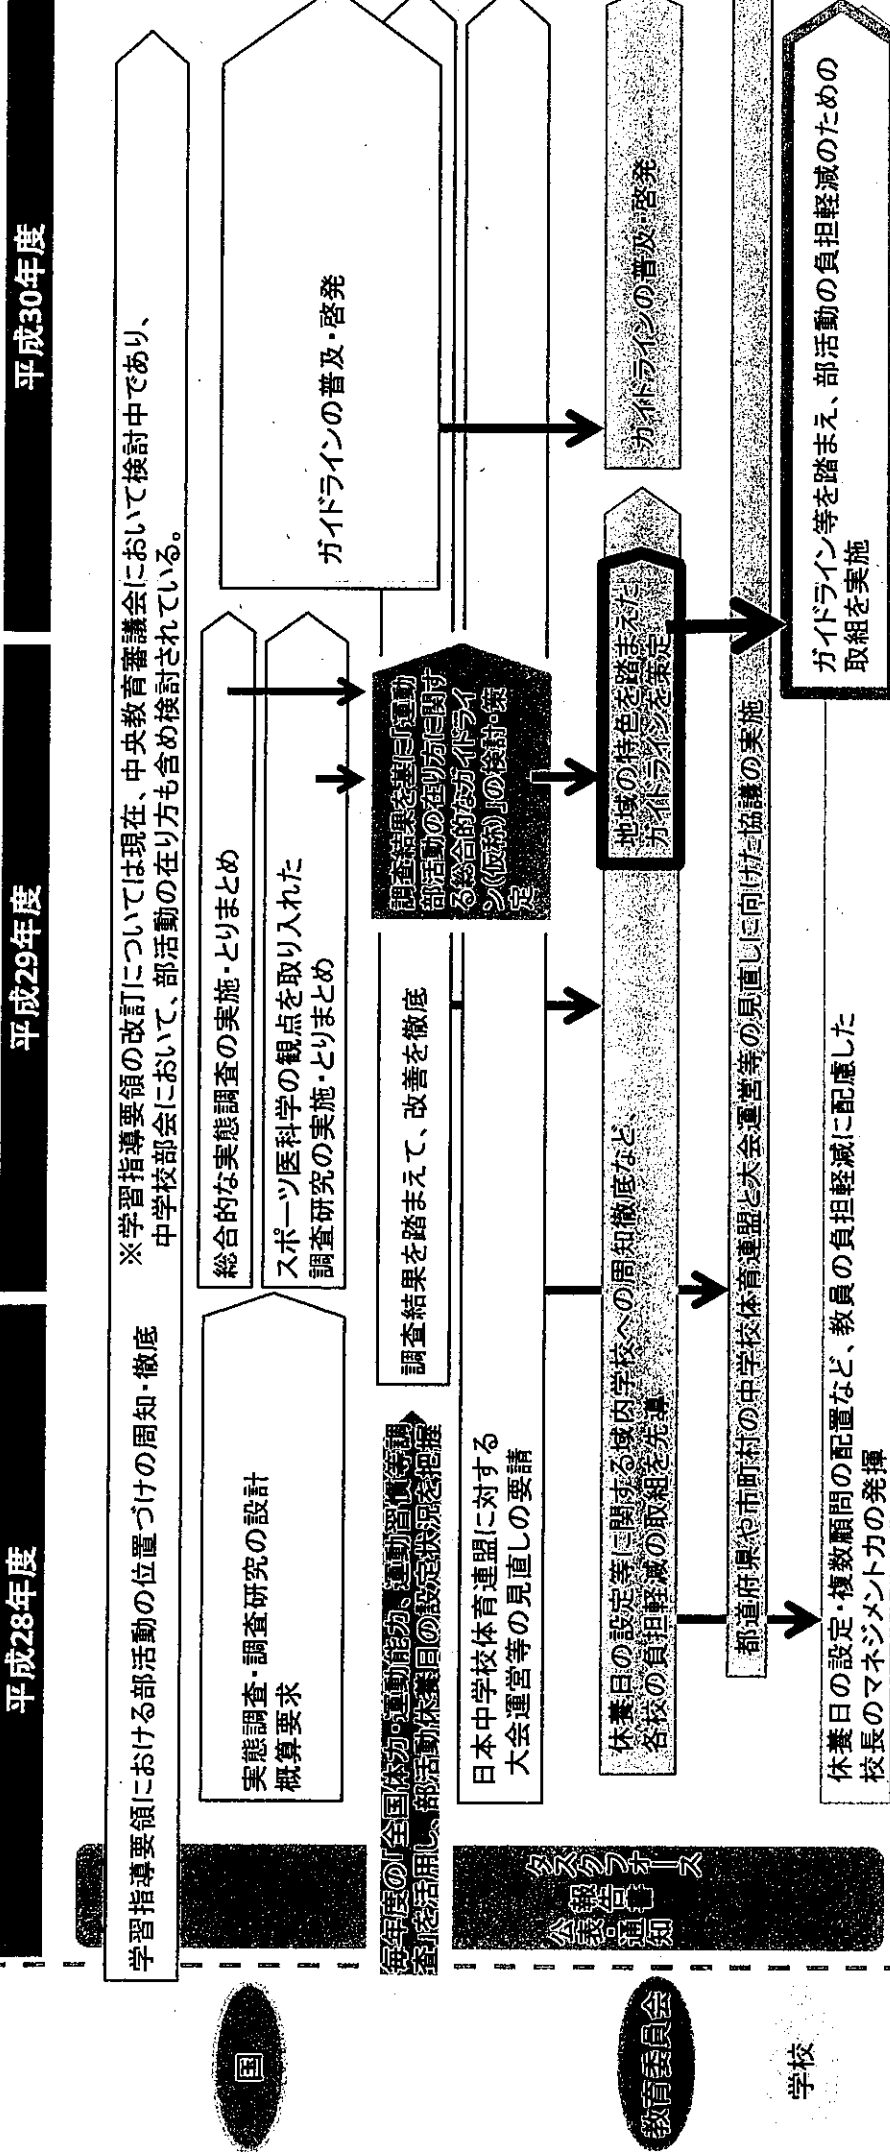 平成28年度
平成29年度
平成30年度
国
学習指導要領における部活動の位置づけの周知・徹底
※学習指導要領の改訂については現在、中央教育審議会において検討中であり、
中学校部会において、部活動の在り方も含め検討されている。
実態調査・調査研究の設計
概算要求
総合的な実態調査の実施・とりまとめ
スポーツ医科学の観点を取り入れた
調査研究の実施・とりまとめ
ガイドラインの普及・啓発
毎年度の「全国体力・運動能力、運動習慣等調
査」を活用し、部活動休養日の設定状況を把握
調査結果を踏まえて、改善を徹底
調査結果を基に「運動
部活動の在り方に関す
る総合的なガイドライ
ン(仮称)」の検討・策
定
日本中学校体育連盟に対する
大会運営等の見直しの要請
タスクフォース
報告書
公表・通知
教育委員会
休養日の設定等に関する域内学校への周知徹底など、
各校の負担軽減の取組を先導
地域の特色を踏まえた
ガイドラインを策定
ガイドラインの普及・啓発
都道府県や市町村の中学校体育連盟と大会運営等の見直しに向けた協議の実施
学校
休養日の設定・複数顧問の配置など、教員の負担軽減に配慮した
校長のマネジメント力の発揮
ガイドライン等を踏まえ、部活動の負担軽減のための
取組を実施